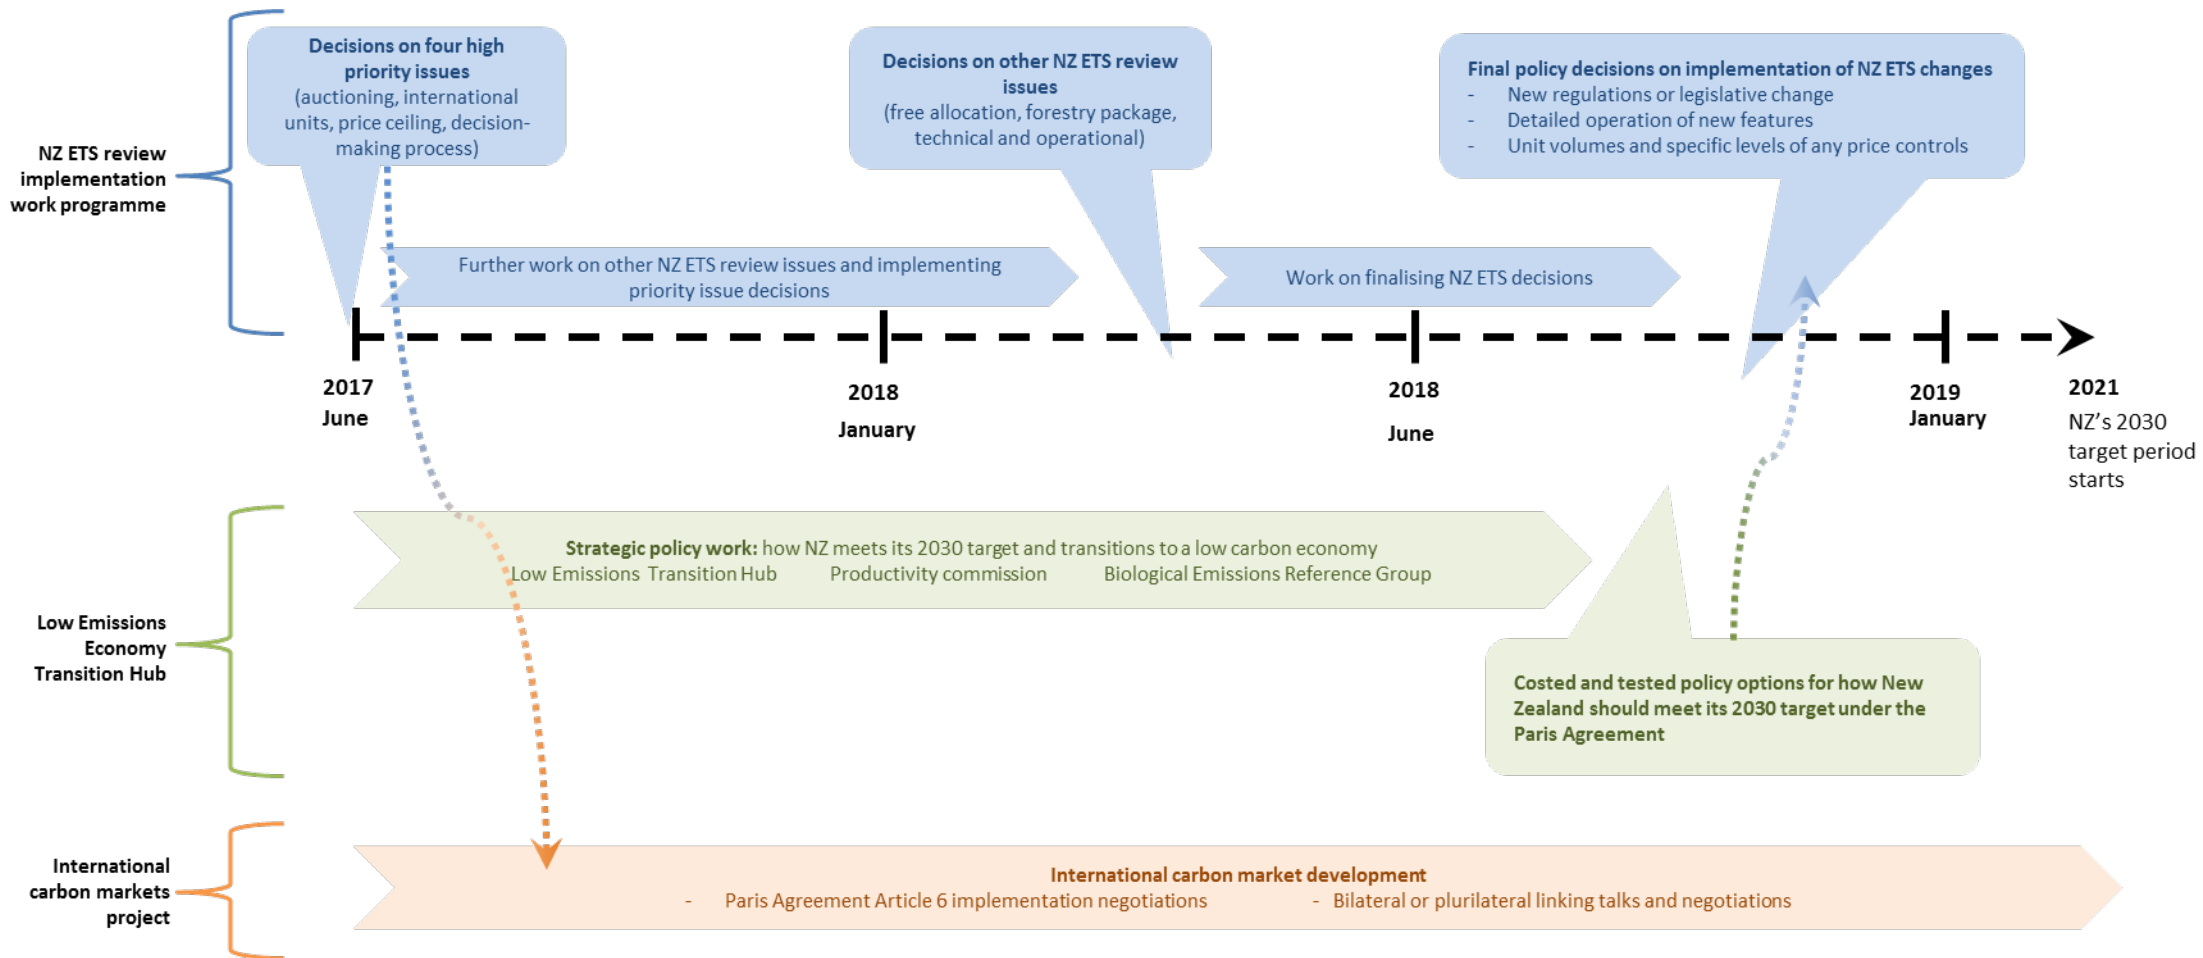 NZ ETS review
implementation
work programme
Decisions on four high
priority issues
(auctioning, international
units, price ceiling, decision-
making process)
Decisions on other NZ ETS review
issues
(free allocation, forestry package,
technical and operational)
Final policy decisions on implementation of NZ ETS changes
- New regulations or legislative change
- Detailed operation of new features
- Unit volumes and specific levels of any price controls
Further work on other NZ ETS review issues and implementing
priority issue decisions
Work on finalising NZ ETS decisions
2017
June
2018
January
2018
June
2019
January
2021
NZ’s 2030
target period
starts
Low Emissions
Economy
Transition Hub
Strategic policy work: how NZ meets its 2030 target and transitions to a low carbon economy
Low Emissions Transition Hub Productivity commission Biological Emissions Reference Group
Costed and tested policy options for how New
Zealand should meet its 2030 target under the
Paris Agreement
International
carbon markets
project
International carbon market development
- Paris Agreement Article 6 implementation negotiations - Bilateral or plurilateral linking talks and negotiations